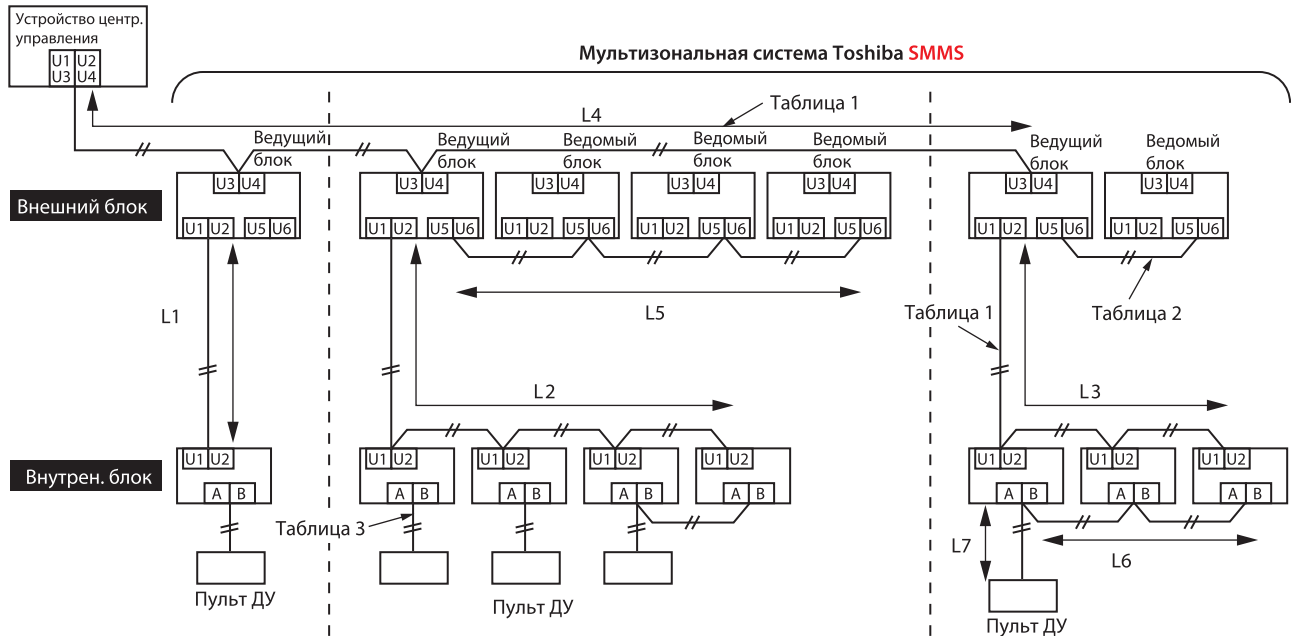 Устройство центр.
управления
U1 U2
U3 U4
Мультизональная система Toshiba SMMS
L4
Таблица 1
Ведущий
блок
Ведущий
блок
Ведомый
блок
Ведомый
блок
Ведомый
блок
Ведущий
блок
Ведомый
блок
Внешний блок
U3 U4
U3 U4
U3 U4
U3 U4
U3 U4
U3 U4
U3 U4
U1 U2 U5 U6
U1 U2 U5 U6
U1 U2 U5 U6
U1 U2 U5 U6
U1 U2 U5 U6
U1 U2 U5 U6
U1 U2 U5 U6
L1
L5
Таблица 1
Таблица 2
L2
L3
Внутрен. блок
U1 U2
U1 U2
U1 U2
U1 U2
U1 U2
U1 U2
U1 U2
U1 U2
A B
A B
A B
A B
A B
A B
A B
A B
Таблица 3
L7
L6
Пульт ДУ
Пульт ДУ
Пульт ДУ